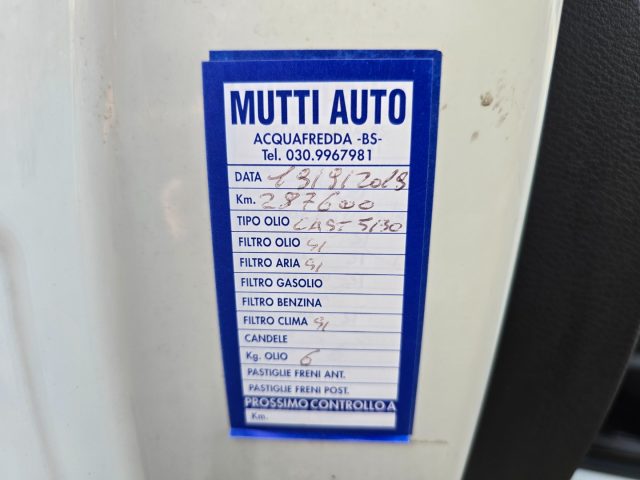 MUTTI AUTO
ACQUAFREDDA -BS-
Tel. 030.9967981
DATA 19/9/2019
Km. 287600
TIPO OLIO CAST 5/30
FILTRO OLIO SI
FILTRO ARIA SI
FILTRO GASOLIO
FILTRO BENZINA
FILTRO CLIMA SI
CANDELE
Kg. OLIO 6
PASTIGLIE FRENI ANT.
PASTIGLIE FRENI POST.
PROSSIMO CONTROLLO A
Km.